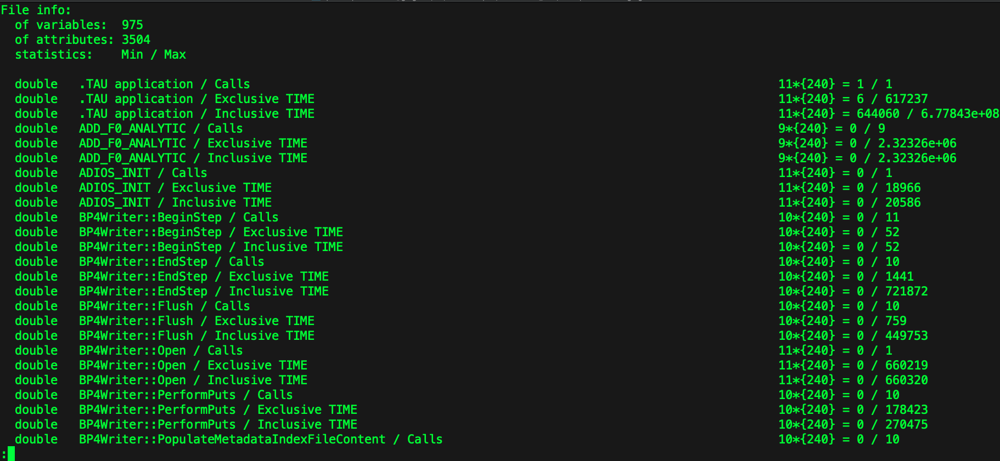 File info:
of variables: 975
of attributes: 3504
statistics: Min / Max
double .TAU application / Calls 11*{240} = 1 / 1
double .TAU application / Exclusive TIME 11*{240} = 6 / 617237
double .TAU application / Inclusive TIME 11*{240} = 644060 / 6.77843e+08
double ADD_F0_ANALYTIC / Calls 9*{240} = 0 / 9
double ADD_F0_ANALYTIC / Exclusive TIME 9*{240} = 0 / 2.32326e+06
double ADD_F0_ANALYTIC / Inclusive TIME 9*{240} = 0 / 2.32326e+06
double ADIOS_INIT / Calls 11*{240} = 0 / 1
double ADIOS_INIT / Exclusive TIME 11*{240} = 0 / 18966
double ADIOS_INIT / Inclusive TIME 11*{240} = 0 / 20586
double BP4Writer::BeginStep / Calls 10*{240} = 0 / 11
double BP4Writer::BeginStep / Exclusive TIME 10*{240} = 0 / 52
double BP4Writer::BeginStep / Inclusive TIME 10*{240} = 0 / 52
double BP4Writer::EndStep / Calls 10*{240} = 0 / 10
double BP4Writer::EndStep / Exclusive TIME 10*{240} = 0 / 1441
double BP4Writer::EndStep / Inclusive TIME 10*{240} = 0 / 721872
double BP4Writer::Flush / Calls 10*{240} = 0 / 10
double BP4Writer::Flush / Exclusive TIME 10*{240} = 0 / 759
double BP4Writer::Flush / Inclusive TIME 10*{240} = 0 / 449753
double BP4Writer::Open / Calls 11*{240} = 0 / 1
double BP4Writer::Open / Exclusive TIME 11*{240} = 0 / 660219
double BP4Writer::Open / Inclusive TIME 11*{240} = 0 / 660320
double BP4Writer::PerformPuts / Calls 10*{240} = 0 / 10
double BP4Writer::PerformPuts / Exclusive TIME 10*{240} = 0 / 178423
double BP4Writer::PerformPuts / Inclusive TIME 10*{240} = 0 / 270475
double BP4Writer::PopulateMetadataIndexFileContent / Calls 10*{240} = 0 / 10
: